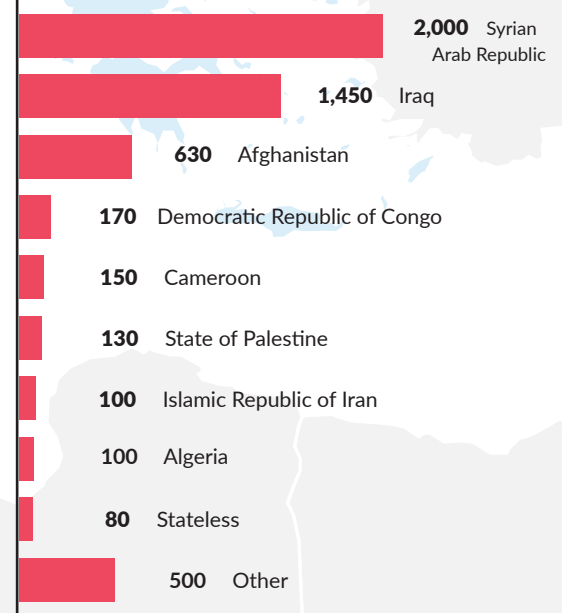 2,000 Syrian
Arab Republic
1,450 Iraq
630 Afghanistan
170 Democratic Republic of Congo
150 Cameroon
130 State of Palestine
100 Islamic Republic of Iran
100 Algeria
80 Stateless
500 Other